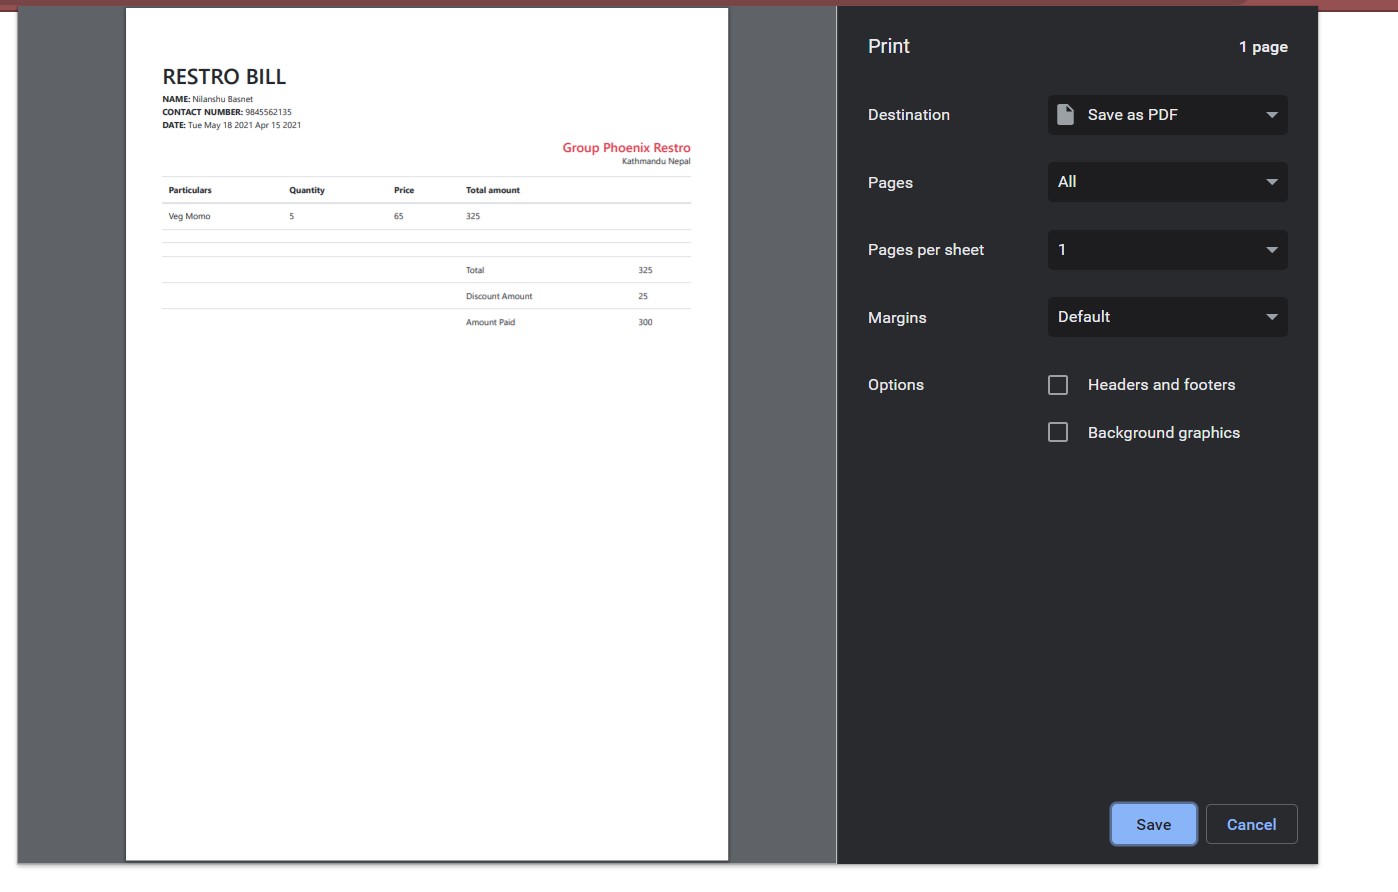 RESTRO BILL
NAME: Nilanshu Basnet
CONTACT NUMBER: 9845562135
DATE: Tue May 18 2021 Apr 15 2021
Group Phoenix Restro
Kathmandu Nepal
Particulars Quantity Price Total amount
Veg Momo 5 65 325
Total 325
Discount Amount 25
Amount Paid 300
Print 1 page
Destination Save as PDF
Pages All
Pages per sheet 1
Margins Default
Options Headers and footers
Background graphics
Save Cancel